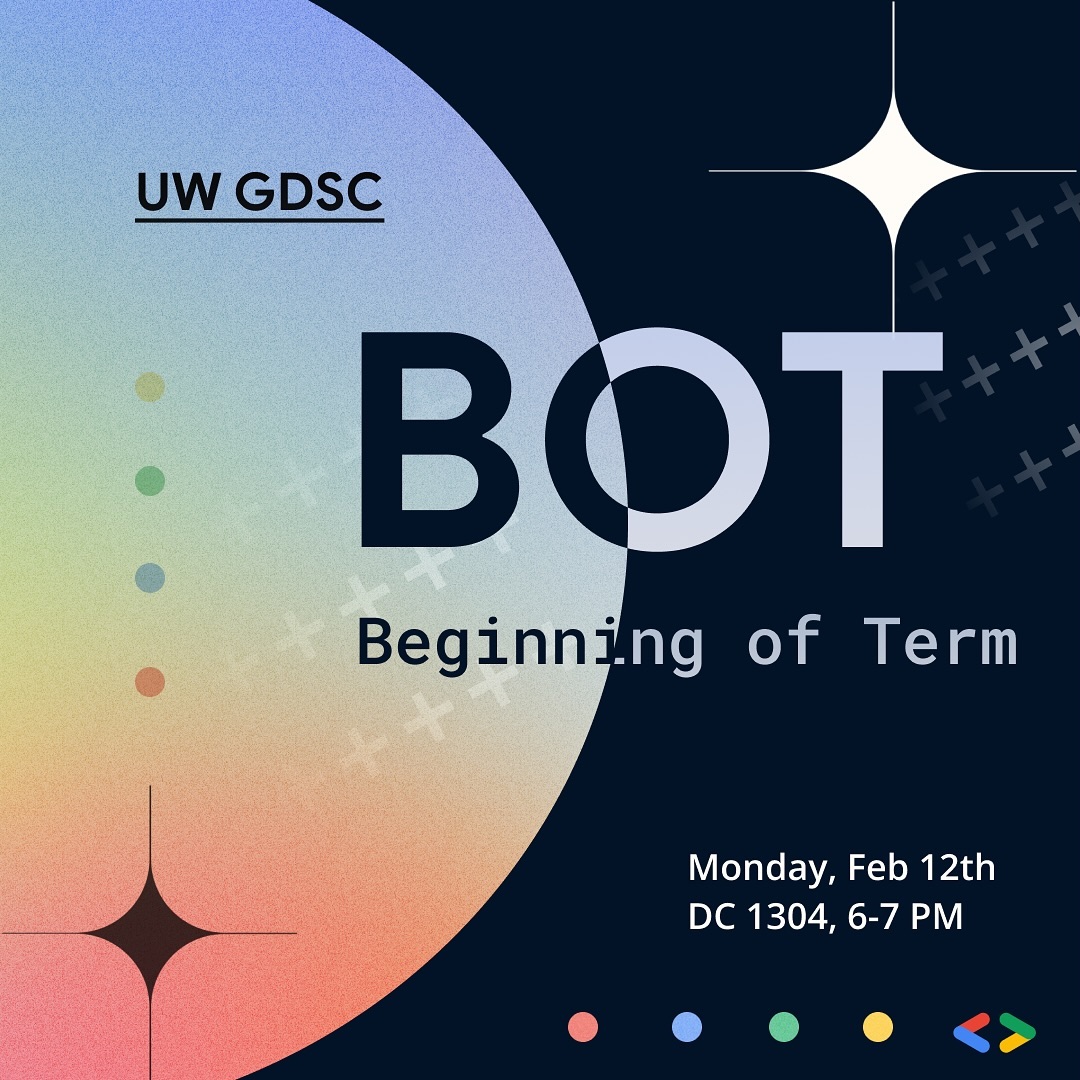 UW GDSC
BOT
Beginning of Term
Monday, Feb 12th
DC 1304, 6-7 PM